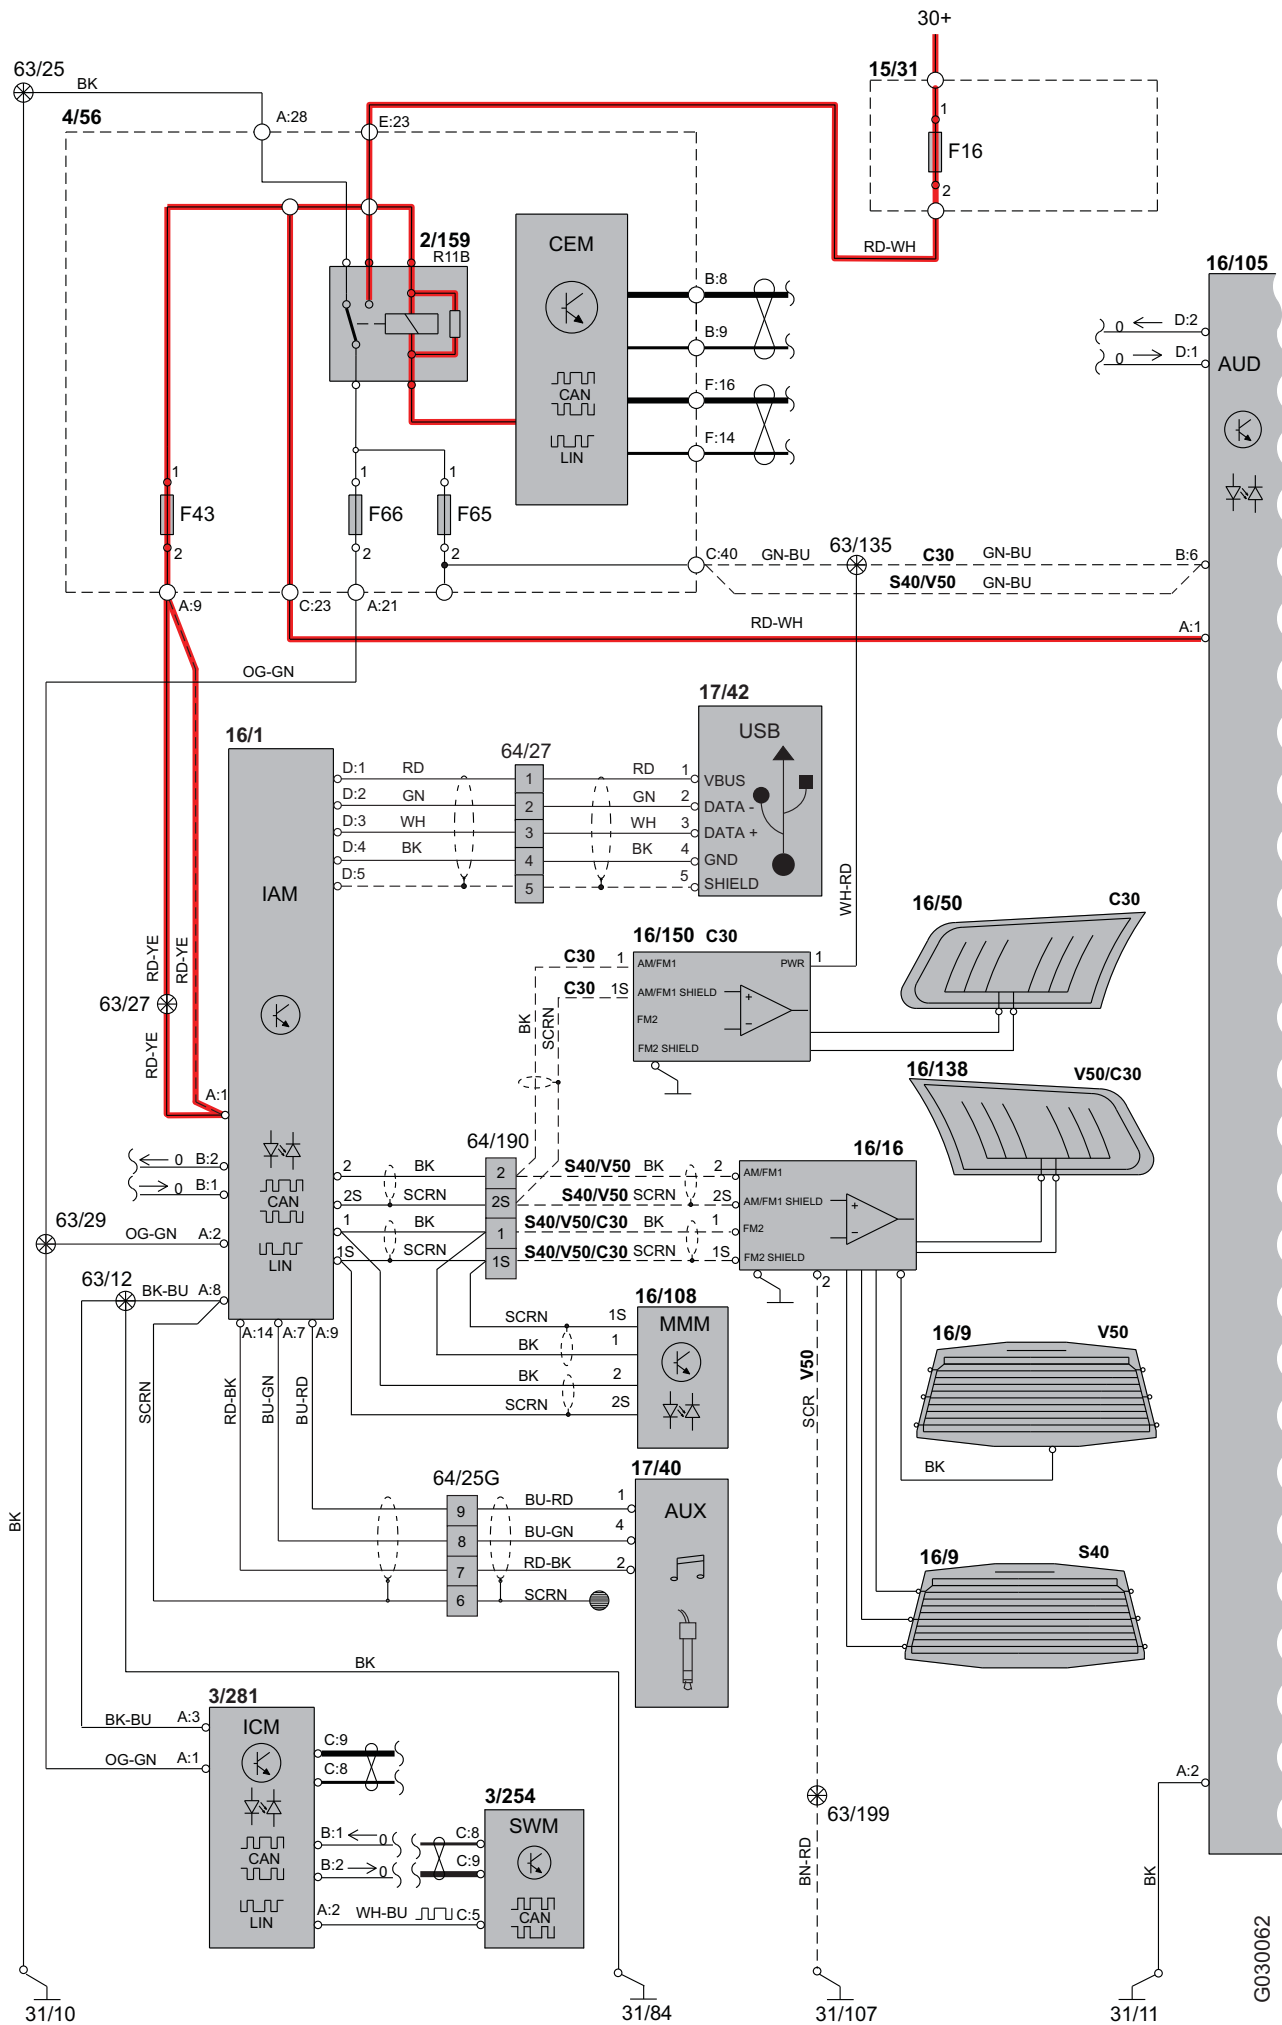 30+
63/25
BK
15/31
4/56
A:28
E:23
1
F16
2
RD-WH
2/159
R11B
CEM
CAN
LIN
B:8
B:9
F:16
F:14
16/105
D:2
0
D:1
0
AUD
1
F43
2
1
F66
2
1
F65
2
C:40
GN-BU
63/135
C30
GN-BU
B:6
S40/V50
GN-BU
A:9
C:23
A:21
RD-WH
A:1
OG-GN
16/1
IAM
CAN
LIN
D:1
RD
D:2
GN
D:3
WH
D:4
BK
D:5
64/27
1
2
3
4
5
RD
1
GN
2
WH
3
BK
4
5
17/42
USB
VBUS
DATA -
DATA +
GND
SHIELD
WH-RD
RD-YE
RD-YE
63/27
RD-YE
A:1
16/150
C30
C30
1
AM/FM1
PWR
1
C30
1S
AM/FM1 SHIELD
FM2
FM2 SHIELD
+
−
BK
SCRN
16/50
C30
16/138
V50/C30
0
B:2
0
B:1
63/29
OG-GN
A:2
63/12
BK-BU
A:8
A:14
A:7
A:9
2
BK
2S
SCRN
1
BK
1S
SCRN
64/190
2
2S
1
1S
S40/V50
BK
2
S40/V50
SCRN
2S
S40/V50/C30
BK
1
S40/V50/C30
SCRN
1S
16/16
AM/FM1
AM/FM1 SHIELD
FM2
FM2 SHIELD
+
−
2
16/108
MMM
SCRN
1S
BK
1
BK
2
SCRN
2S
V50
SCR
16/9
V50
BK
SCRN
RD-BK
BU-GN
BU-RD
64/25G
9
8
7
6
BU-RD
1
BU-GN
4
RD-BK
2
SCRN
17/40
AUX
16/9
S40
BK
BK
3/281
ICM
CAN
LIN
BK-BU
A:3
OG-GN
A:1
C:9
C:8
B:1
0
B:2
0
A:2
WH-BU
C:8
C:9
C:5
3/254
SWM
CAN
63/199
BN-RD
A:2
BK
31/10
31/84
31/107
31/11
G030062